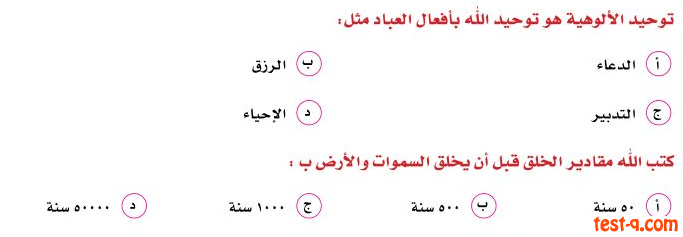 توحيد الألوهية هو توحيد الله بأفعال العباد مثل:
أ الدعاء ب الرزق
ج التدبير د الإحياء
كتب الله مقادير الخلق قبل أن يخلق السموات والأرض ب :
أ ٥٠ سنة ب ٥٠٠ سنة ج ١٠٠٠ سنة د ٥٠٠٠٠ سنة
test-9.com